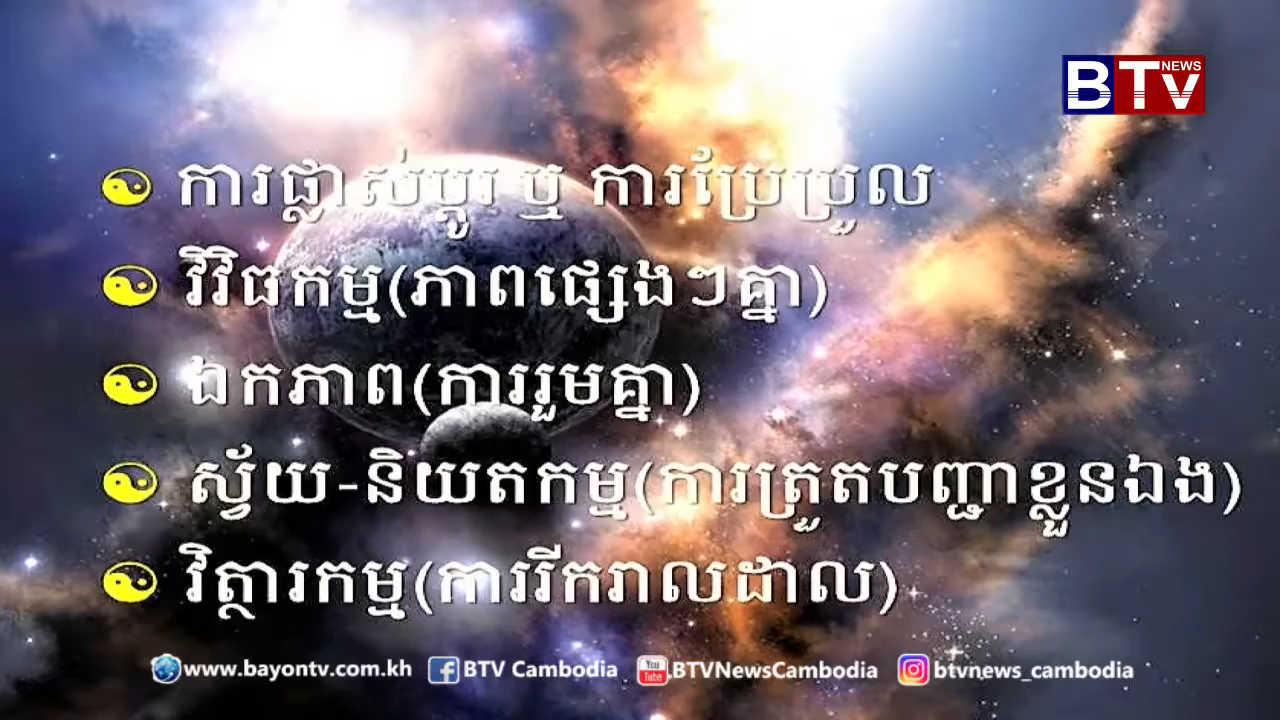 BTV NEWS
ការផ្លាស់ប្តូរ ឬ ការប្រែប្រួល
វិវិធកម្ម(ភាពផ្សេងៗគ្នា)
ឯកភាព(ការរួមគ្នា)
ស្វ័យ-និយតកម្ម(ការត្រួតបញ្ជាខ្លួនឯង)
វិត្ថារកម្ម(ការរីករាលដាល)
www.bayontv.com.kh BTV Cambodia You Tube BTVNewsCambodia btvnews_cambodia